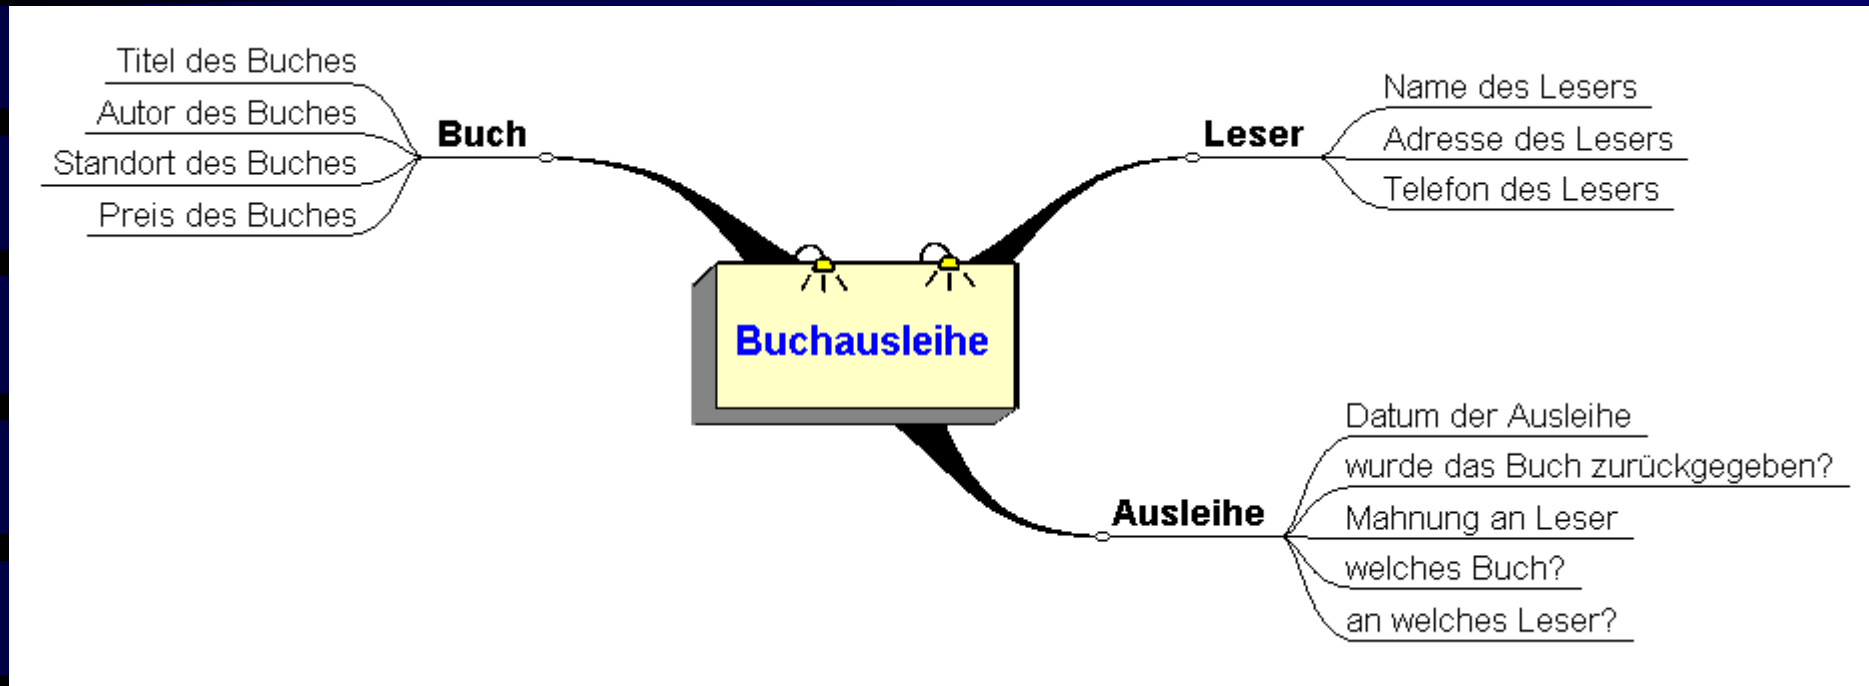 Titel des Buches
Autor des Buches
Standort des Buches
Preis des Buches
Buch
Leser
Name des Lesers
Adresse des Lesers
Telefon des Lesers
Buchausleihe
Ausleihe
Datum der Ausleihe
wurde das Buch zurückgegeben?
Mahnung an Leser
welches Buch?
an welches Leser?